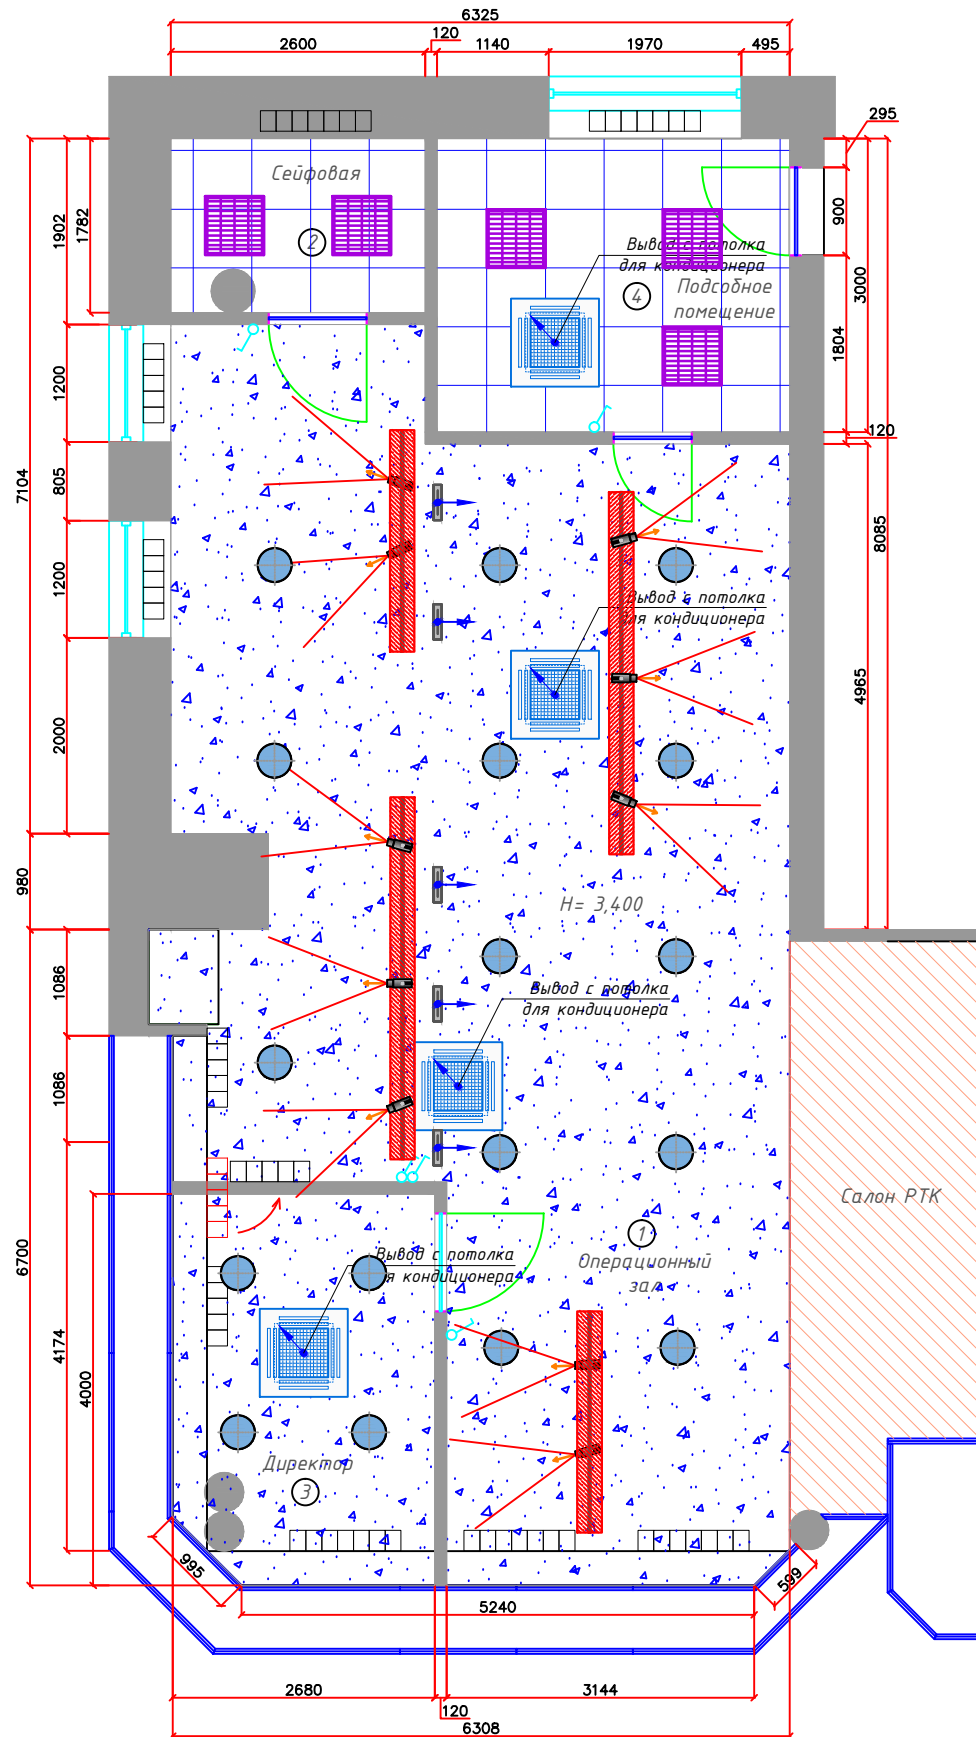 6325
2600
120
1140
1970
495
295
Сейфовая
2
1902
1782
900
3000
Вывод с потолка
для кондиционера
4
Подсобное
помещение
1804
120
1200
7104
805
8085
1200
Вывод с потолка
для кондиционера
4965
2000
980
Н= 3,400
1086
Вывод с потолка
для кондиционера
1086
Салон РТК
6700
1
Операционный
зал
Вывод с потолка
я кондиционера
4174
4000
Директор
3
995
599
5240
2680
3144
120
6308